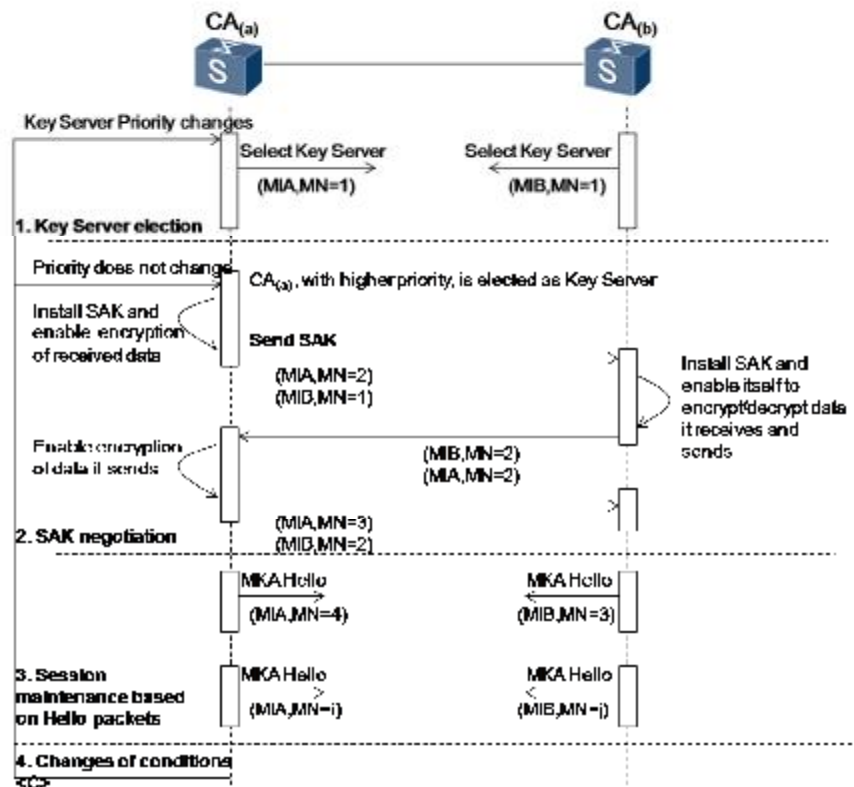 CA(a)
CA(b)
S
S
Key Server Priority changes
Select Key Server
(MIA,MN=1)
Select Key Server
(MIB,MN=1)
1. Key Server election
Priority does not change
CA(a), with higher priority, is elected as Key Server
Install SAK and
enable encryption
of received data
Send SAK
(MIA,MN=2)
(MIB,MN=1)
Install SAK and
enable itself to
encrypt/decrypt data
it receives and
sends
Enable encryption
of data it sends
(MIB,MN=2)
(MIA,MN=2)
(MIA,MN=3)
(MIB,MN=2)
2. SAK negotiation
MKA Hello
(MIA,MN=4)
MKA Hello
(MIB,MN=3)
3. Session
maintenance based
on Hello packets
MKA Hello
(MIA,MN=i)
MKA Hello
(MIB,MN=j)
4. Changes of conditions